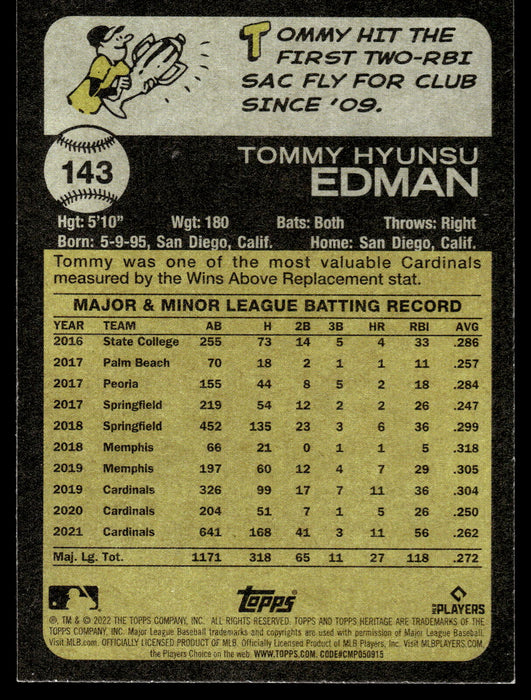 TOMMY HIT THE
FIRST TWO-RBI
SAC FLY FOR CLUB
SINCE '09.
143
TOMMY HYUNSU
EDMAN
Hgt: 5'10" Wgt: 180 Bats: Both Throws: Right
Born: 5-9-95, San Diego, Calif. Home: San Diego, Calif.
Tommy was one of the most valuable Cardinals
measured by the Wins Above Replacement stat.
MAJOR & MINOR LEAGUE BATTING RECORD
YEAR TEAM AB H 2B 3B HR RBI AVG
2016 State College 255 73 14 5 4 33 .286
2017 Palm Beach 70 18 2 1 1 11 .257
2017 Peoria 155 44 8 5 2 18 .284
2017 Springfield 219 54 12 2 2 26 .247
2018 Springfield 452 135 23 3 6 36 .299
2018 Memphis 66 21 0 1 1 5 .318
2019 Memphis 197 60 12 4 7 29 .305
2019 Cardinals 326 99 17 7 11 36 .304
2020 Cardinals 204 51 7 1 5 26 .250
2021 Cardinals 641 168 41 3 11 56 .262
Maj. Lg. Tot. 1171 318 65 11 27 118 .272
Topps
MLB PLAYERS
℗, TM & © 2022 THE TOPPS COMPANY, INC. ALL RIGHTS RESERVED. TOPPS AND TOPPS HERITAGE ARE TRADEMARKS OF THE
TOPPS COMPANY, INC. Major League Baseball trademarks and copyrights are used with permission of Major League Baseball.
Visit MLB.com. OFFICIALLY LICENSED PRODUCT OF MLB. Officially Licensed Product of MLB Players, Inc. Visit MLBPLAYERS.com,
the Players Choice on the web. WWW.TOPPS.COM. CODE#CMP050915